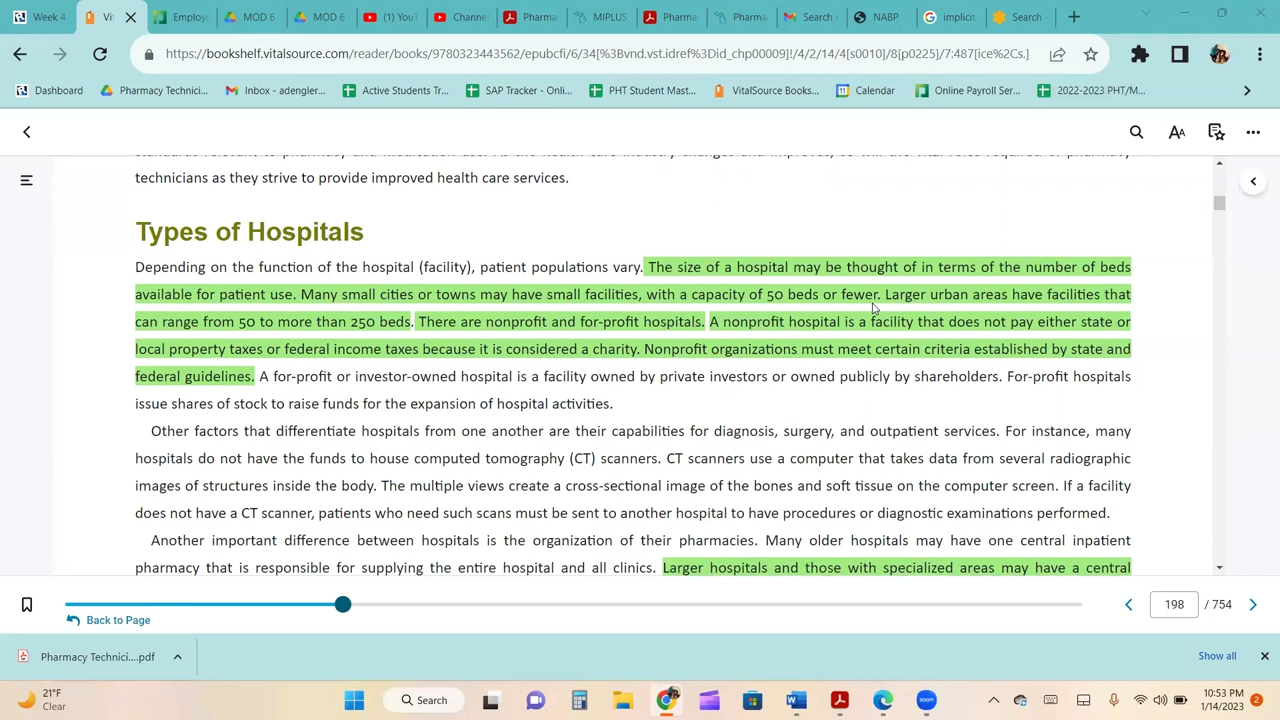 Week 4
Vi
Employ
MOD 6
MOD 6
(1) You
Channe
Pharma
MIPLUS
Pharma
Pharma
Search
NABP
implicit
Search
https://bookshelf.vitalsource.com/reader/books/9780323443562/epubcfi/6/34[%3Bvnd.vst.idref%3Did_chp00009]!/4/2/14/4[s0010]/8[p0225]/7:487[ice%2Cs.]
Dashboard
Pharmacy Technici...
Inbox - adengler...
Active Students Tr...
SAP Tracker - Onli...
PHT Student Mast...
VitalSource Books...
Calendar
Online Payroll Ser...
2022-2023 PHT/M...
technicians as they strive to provide improved health care services.
Types of Hospitals
Depending on the function of the hospital (facility), patient populations vary. The size of a hospital may be thought of in terms of the number of beds
available for patient use. Many small cities or towns may have small facilities, with a capacity of 50 beds or fewer. Larger urban areas have facilities that
can range from 50 to more than 250 beds. There are nonprofit and for-profit hospitals. A nonprofit hospital is a facility that does not pay either state or
local property taxes or federal income taxes because it is considered a charity. Nonprofit organizations must meet certain criteria established by state and
federal guidelines. A for-profit or investor-owned hospital is a facility owned by private investors or owned publicly by shareholders. For-profit hospitals
issue shares of stock to raise funds for the expansion of hospital activities.
Other factors that differentiate hospitals from one another are their capabilities for diagnosis, surgery, and outpatient services. For instance, many
hospitals do not have the funds to house computed tomography (CT) scanners. CT scanners use a computer that takes data from several radiographic
images of structures inside the body. The multiple views create a cross-sectional image of the bones and soft tissue on the computer screen. If a facility
does not have a CT scanner, patients who need such scans must be sent to another hospital to have procedures or diagnostic examinations performed.
Another important difference between hospitals is the organization of their pharmacies. Many older hospitals may have one central inpatient
pharmacy that is responsible for supplying the entire hospital and all clinics. Larger hospitals and those with specialized areas may have a central
198 / 754
Back to Page
Pharmacy Technici....pdf
Show all
21°F
Clear
Search
10:53 PM
1/14/2023
2